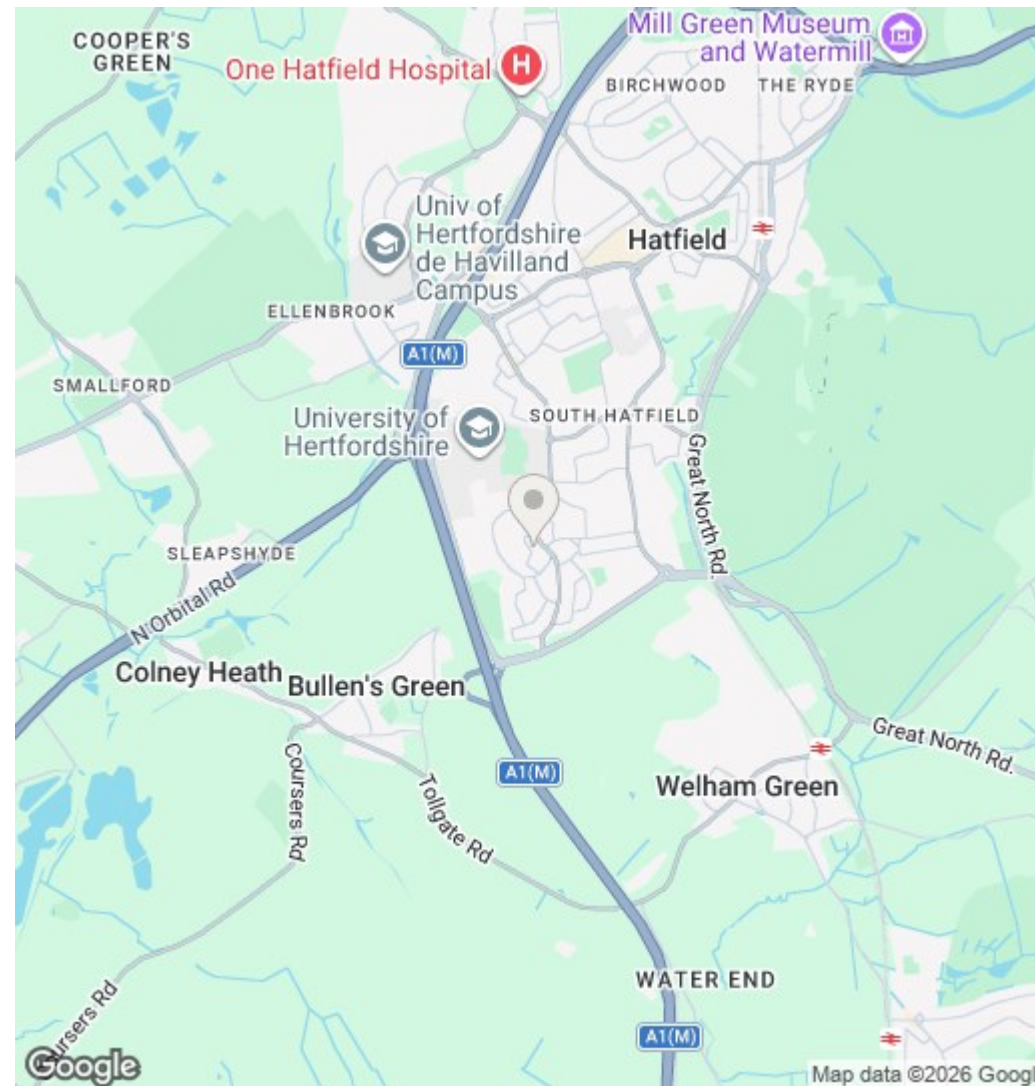 COOPER'S
GREEN
One Hatfield Hospital
H
Mill Green Museum
and Watermill
BIRCHWOOD
THE RYDE
Univ of
Hertfordshire
de Havilland
Campus
Hatfield
ELLENBROOK
A1(M)
SMALLFORD
University of
Hertfordshire
SOUTH HATFIELD
Great North Rd.
SLEAPSHYDE
N Orbital Rd
Colney Heath
Bullen's Green
Great North Rd.
Coursers Rd
A1(M)
Tollgate Rd
Welham Green
WATER END
Coursers Rd
A1(M)
Google
Map data ©2026 Googl